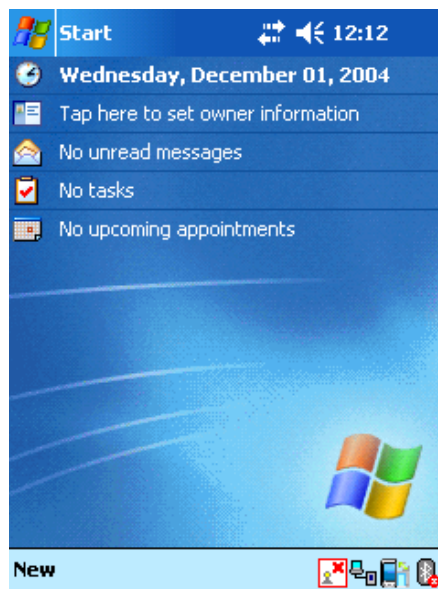 Start 12:12
Wednesday, December 01, 2004
Tap here to set owner information
No unread messages
No tasks
No upcoming appointments
New